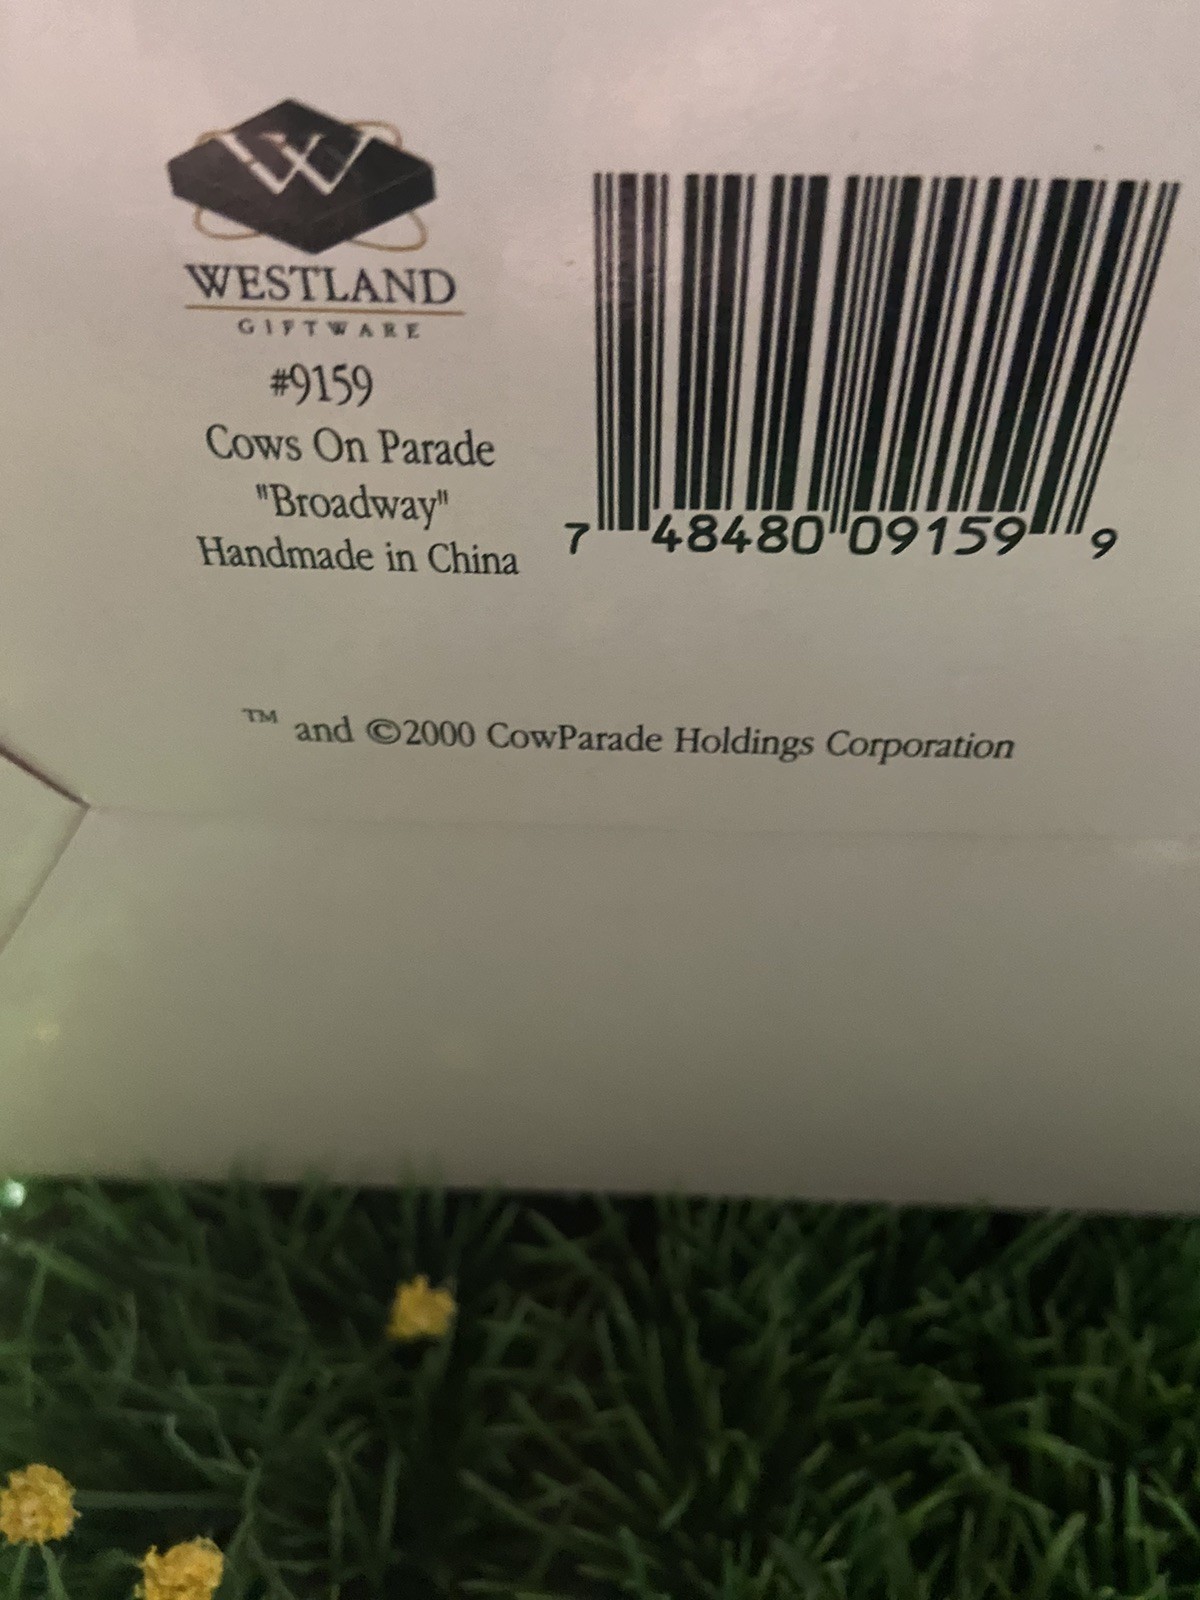 W
WESTLAND
GIFTWARE
#9159
Cows On Parade
"Broadway"
Handmade in China
7 48480 09159 9
™ and ©2000 CowParade Holdings Corporation